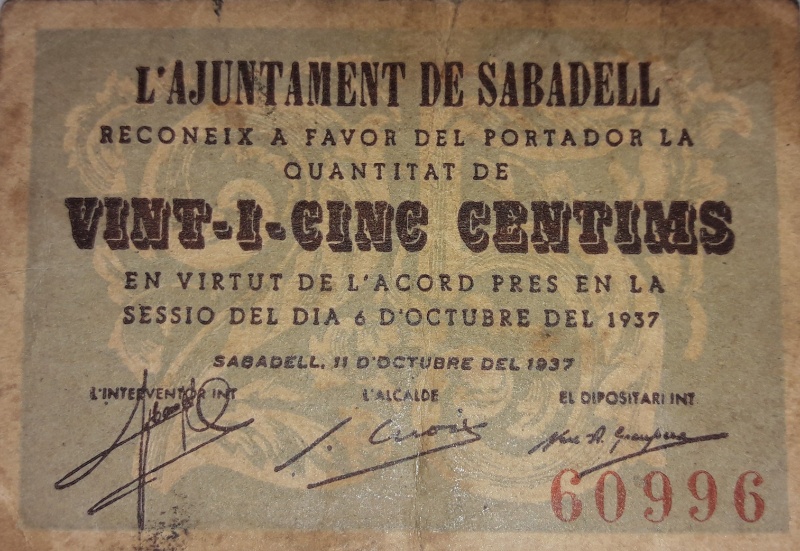 L'AJUNTAMENT DE SABADELL
RECONEIX A FAVOR DEL PORTADOR LA
QUANTITAT DE
VINT-I-CINC CENTIMS
EN VIRTUT DE L'ACORD PRES EN LA
SESSIO DEL DIA 6 D'OCTUBRE DEL 1937
SABADELL, 11 D'OCTUBRE DEL 1937
L'INTERVENTOR INT L'ALCALDE EL DIPOSITARI INT
60996